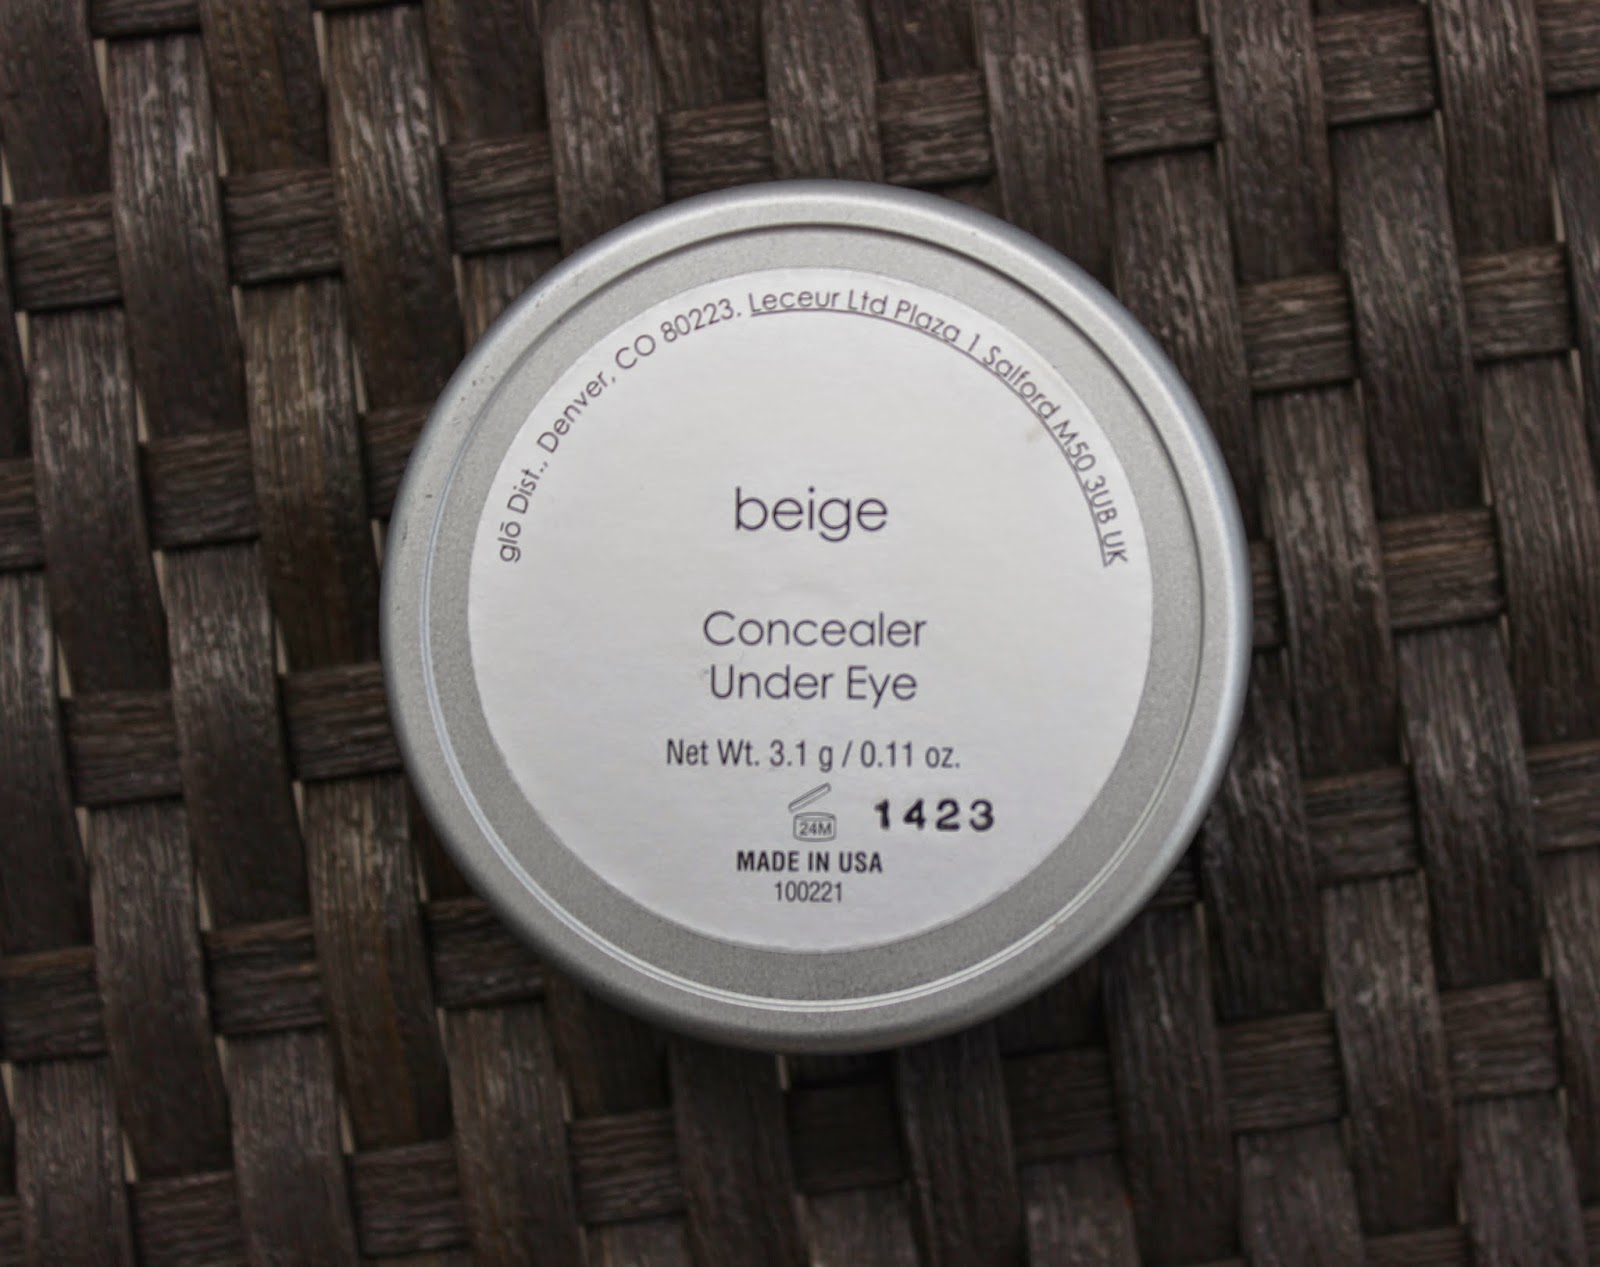 glō Dist., Denver, CO 80223. Leceur Ltd Plaza 1 Salford M50 3UB UK
beige
Concealer
Under Eye
Net Wt. 3.1 g / 0.11 oz.
24M 1423
MADE IN USA
100221